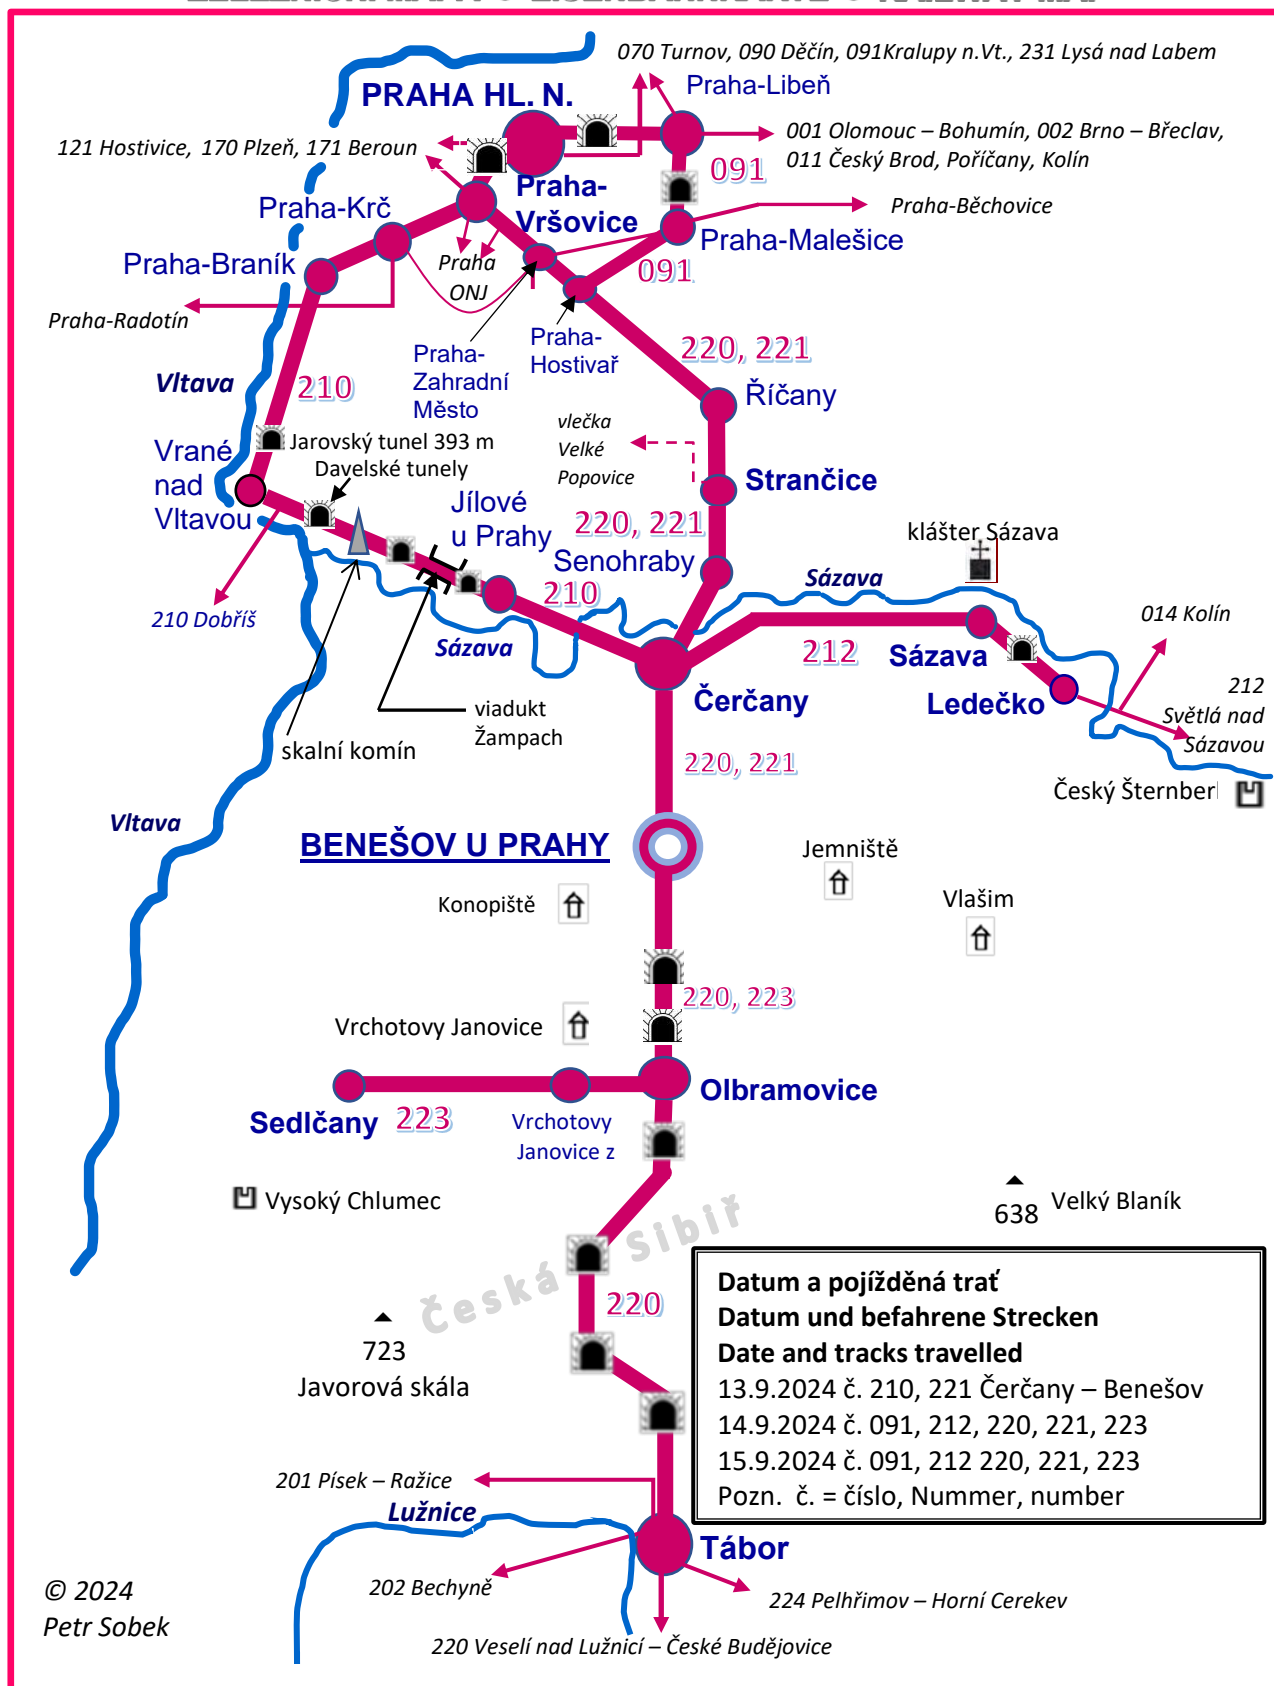 070 Turnov, 090 Děčín, 091Kralupy n.Vt., 231 Lysá nad Labem
Praha-Libeň
PRAHA HL. N.
001 Olomouc – Bohumín, 002 Brno – Břeclav,
011 Český Brod, Poříčany, Kolín
121 Hostivice, 170 Plzeň, 171 Beroun
091
Praha-
Vršovice
Praha-Krč
Praha-Běchovice
Praha-Malešice
Praha-Braník
Praha
ONJ
091
Praha-Radotín
Praha-
Hostivař
Praha-
Zahradní
Město
220, 221
Vltava
210
Říčany
vlečka
Velké
Popovice
Jarovský tunel 393 m
Davelské tunely
Vrané
nad
Vltavou
Strančice
Jílové
u Prahy
220, 221
klášter Sázava
Senohraby
Sázava
210
210 Dobříš
014 Kolín
Sázava
212
Sázava
Ledečko
212
Světlá nad
Sázavou
Čerčany
viadukt
Žampach
skalní komín
220, 221
Český Šternber
Vltava
BENEŠOV U PRAHY
Jemniště
Konopiště
Vlašim
220, 223
Vrchotovy Janovice
Olbramovice
Sedlčany
223
Vrchotovy
Janovice z
Vysoký Chlumec
638
Velký Blaník
Česká Sibiř
220
723
Javorová skála
Datum a pojížděná trať
Datum und befahrene Strecken
Date and tracks travelled
13.9.2024 č. 210, 221 Čerčany – Benešov
14.9.2024 č. 091, 212, 220, 221, 223
15.9.2024 č. 091, 212 220, 221, 223
Pozn.  č. = číslo, Nummer, number
201 Písek – Ražice
Lužnice
Tábor
202 Bechyně
224 Pelhřimov – Horní Cerekev
© 2024
Petr Sobek
220 Veselí nad Lužnicí – České Budějovice